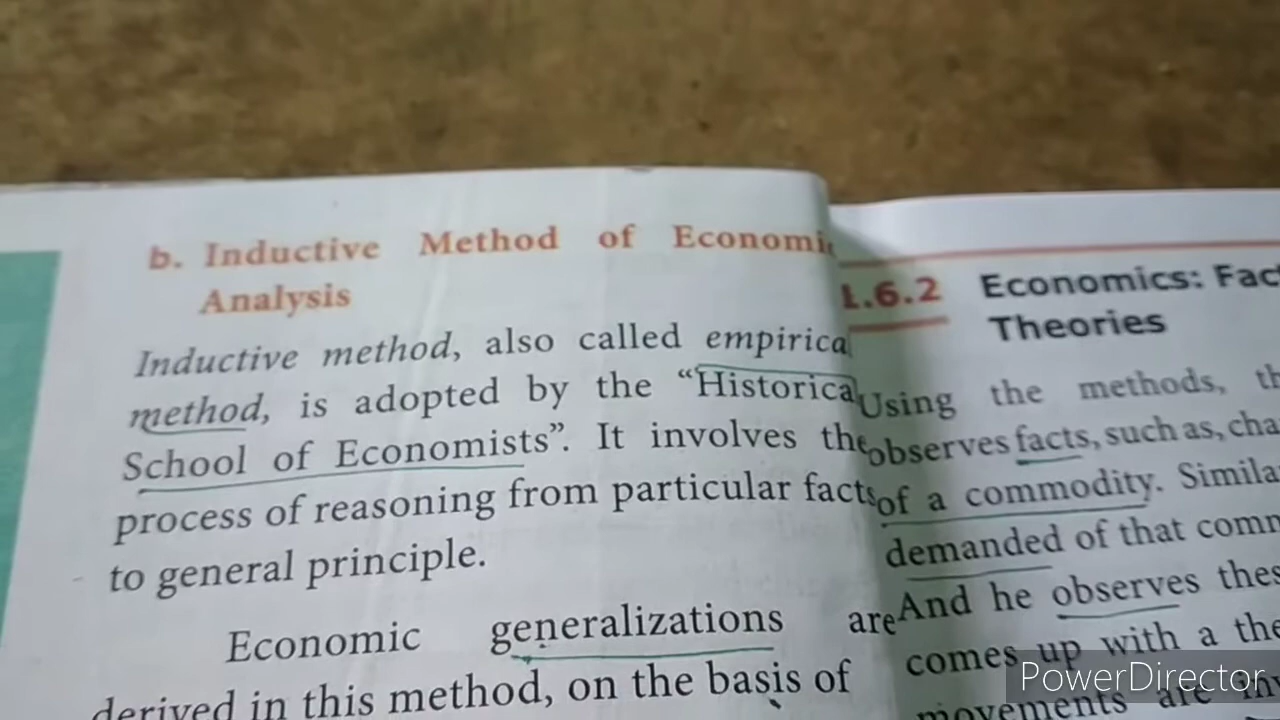 b. Inductive Method of Economi
Analysis
Inductive method, also called empirica
method, is adopted by the “Historica
School of Economists”. It involves the
process of reasoning from particular facts
to general principle.
Economic generalizations are
derived in this method, on the basis of
1.6.2 Economics: Fac
Theories
Using the methods, th
observes facts, such as, cha
of a commodity. Simila
demanded of that comm
And he observes thes
comes up with a the
movements are inv
PowerDirector